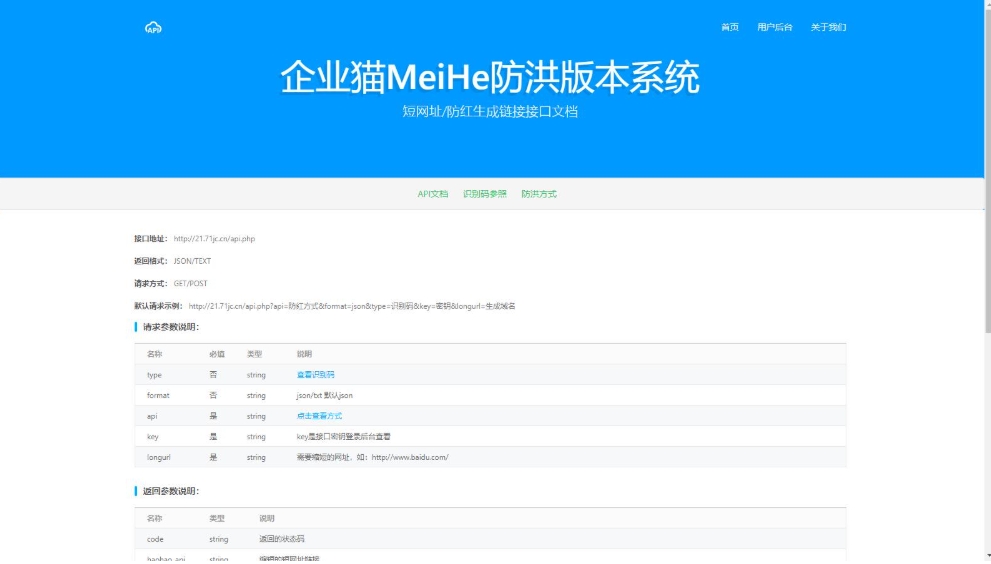 API
首页 用户后台 关于我们
企业猫MeiHe防洪版本系统
短网址/防红生成链接接口文档
API文档 识别码参照 防洪方式
接口地址： http://21.71jc.cn/api.php
返回格式： JSON/TEXT
请求方式： GET/POST
默认请求示例： http://21.71jc.cn/api.php?api=防红方式&format=json&type=识别码&key=密钥&longurl=生成域名
请求参数说明：
名称 必填 类型 说明
type 否 string 查看识别码
format 否 string json/txt 默认json
api 是 string 点击查看方式
key 是 string key是接口密钥登录后台查看
longurl 是 string 需要缩短的网址，如：http://www.baidu.com/
返回参数说明：
名称 类型 说明
code string 返回的状态码
string